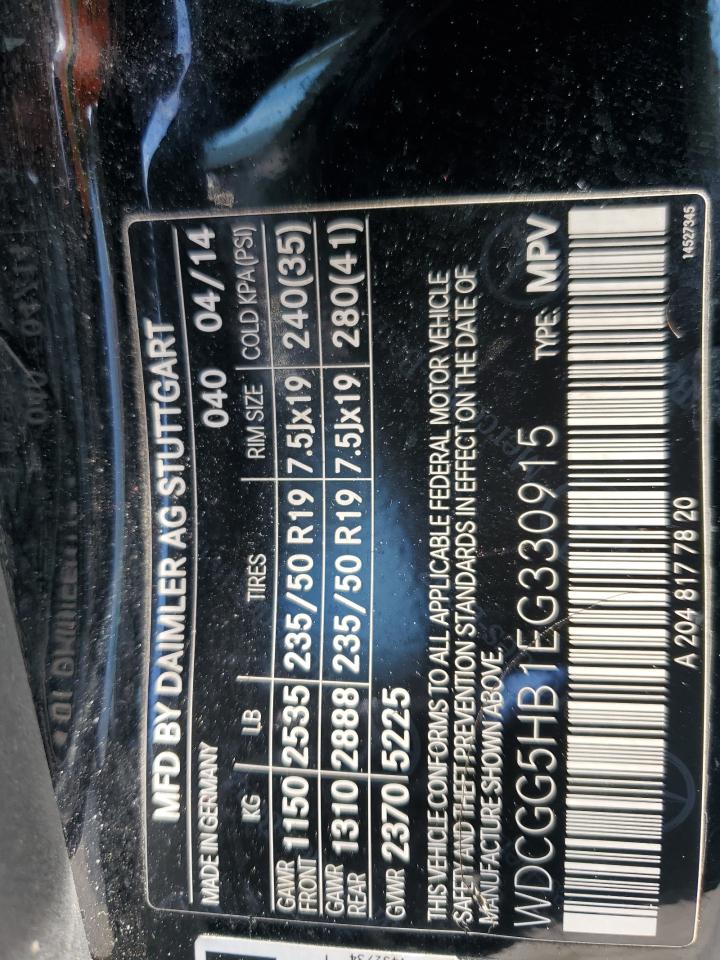 MFD BY DAIMLER AG STUTTGART
MADE IN GERMANY 040 04/14
KG LB TIRES RIM SIZE COLD KPA(PSI)
GAWR FRONT 1150 2535 235/50 R19 7.5Jx19 240(35)
GAWR REAR 1310 2888 235/50 R19 7.5Jx19 280(41)
GVWR 2370 5225
THIS VEHICLE CONFORMS TO ALL APPLICABLE FEDERAL MOTOR VEHICLE
SAFETY AND THEFT PREVENTION STANDARDS IN EFFECT ON THE DATE OF
MANUFACTURE SHOWN ABOVE.
WDCGG5HB1EG330915 TYPE: MPV
A 204 817 78 20 14527345